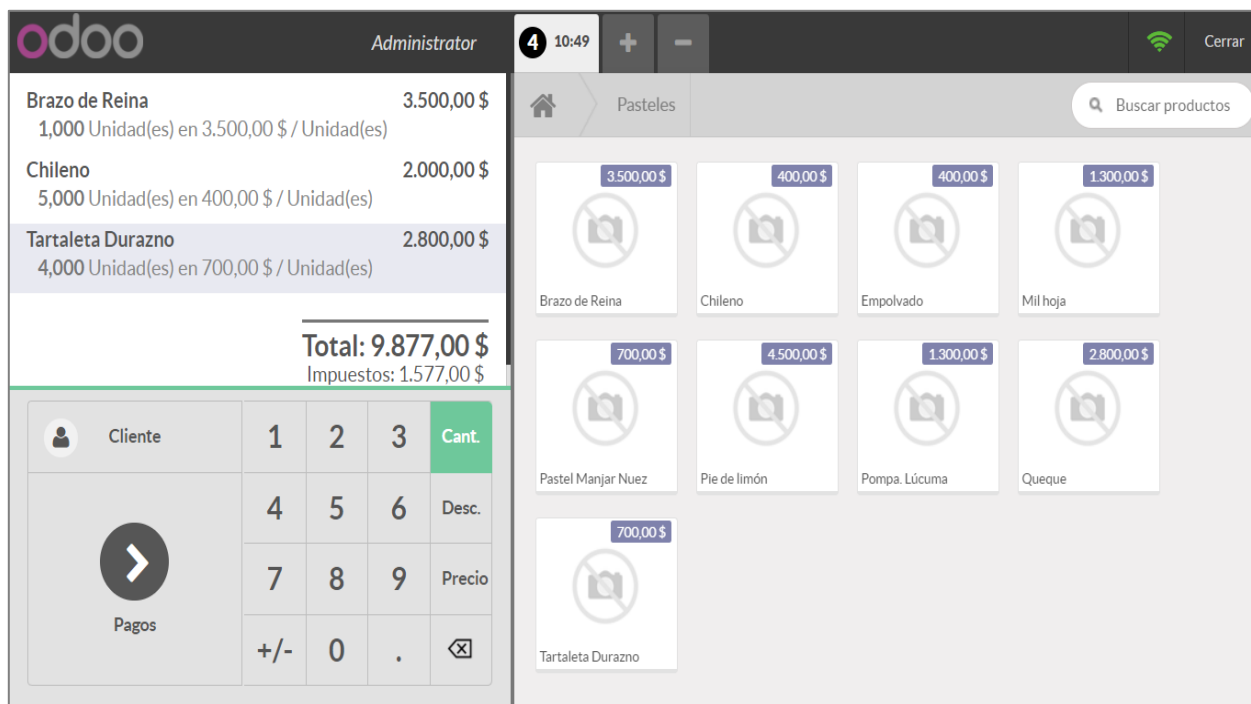 odoo
Administrator
4 10:49
+
-
Cerrar
Brazo de Reina 3.500,00 $
1,000 Unidad(es) en 3.500,00 $ / Unidad(es)
Chileno 2.000,00 $
5,000 Unidad(es) en 400,00 $ / Unidad(es)
Tartaleta Durazno 2.800,00 $
4,000 Unidad(es) en 700,00 $ / Unidad(es)
Total: 9.877,00 $
Impuestos: 1.577,00 $
Cliente
1 2 3 Cant.
4 5 6 Desc.
7 8 9 Precio
+/- 0 .
Pagos
Pasteles
Buscar productos
3.500,00 $
Brazo de Reina
400,00 $
Chileno
400,00 $
Empolvado
1.300,00 $
Mil hoja
700,00 $
Pastel Manjar Nuez
4.500,00 $
Pie de limón
1.300,00 $
Pompa. Lúcuma
2.800,00 $
Queque
700,00 $
Tartaleta Durazno